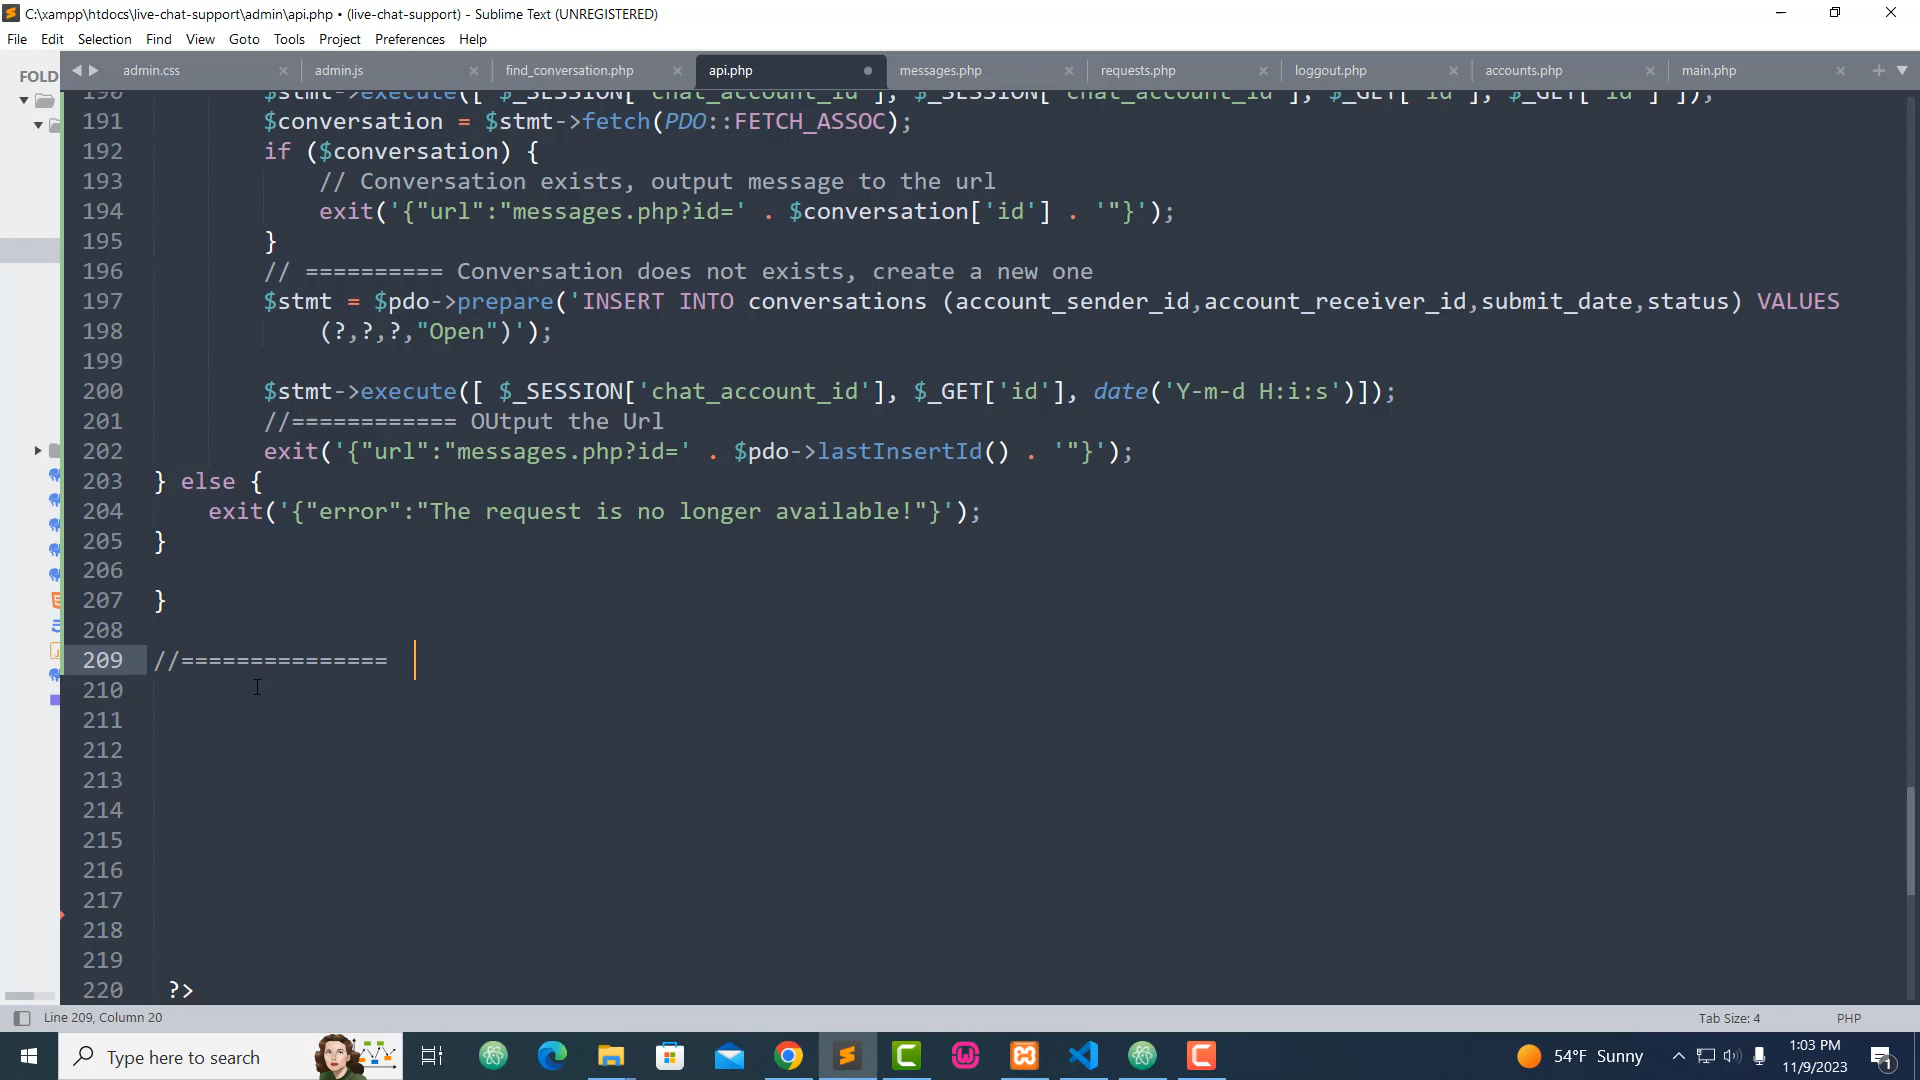 C:\xampp\htdocs\live-chat-support\admin\api.php • (live-chat-support) - Sublime Text (UNREGISTERED)
File Edit Selection Find View Goto Tools Project Preferences Help
FOLD
admin.css admin.js find_conversation.php api.php messages.php requests.php loggout.php accounts.php main.php
190 $stmt->execute([ $_SESSION['chat_account_id'], $_SESSION['chat_account_id'], $_GET['id'], $_GET['id'] ]);
191 $conversation = $stmt->fetch(PDO::FETCH_ASSOC);
192 if ($conversation) {
193 // Conversation exists, output message to the url
194 exit('{"url":"messages.php?id=' . $conversation['id'] . '"}');
195 }
196 // ========== Conversation does not exists, create a new one
197 $stmt = $pdo->prepare('INSERT INTO conversations (account_sender_id,account_receiver_id,submit_date,status) VALUES
198 (?,?,?,"Open")');
199
200 $stmt->execute([ $_SESSION['chat_account_id'], $_GET['id'], date('Y-m-d H:i:s')]);
201 //============ OUtput the Url
202 exit('{"url":"messages.php?id=' . $pdo->lastInsertId() . '"}');
203 } else {
204 exit('{"error":"The request is no longer available!"}');
205 }
206
207 }
208
209 //===============
210
211
212
213
214
215
216
217
218
219
220 ?>
Line 209, Column 20 Tab Size: 4 PHP
Type here to search
54°F Sunny
1:03 PM
11/9/2023
1